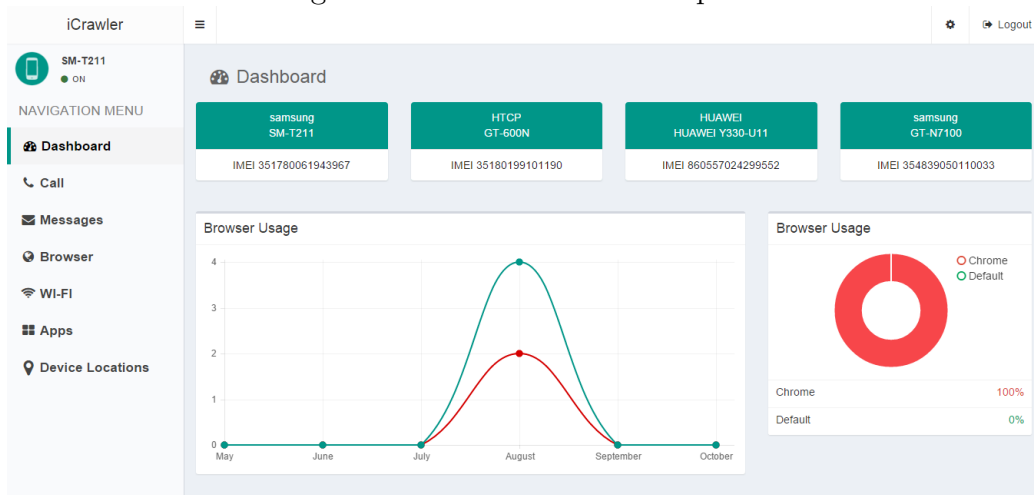 iCrawler
Logout
SM-T211
ON
NAVIGATION MENU
Dashboard
Call
Messages
Browser
WI-FI
Apps
Device Locations
Dashboard
samsung
SM-T211
IMEI 351780061943967
HTCP
GT-600N
IMEI 35180199101190
HUAWEI
HUAWEI Y330-U11
IMEI 860557024299552
samsung
GT-N7100
IMEI 354839050110033
Browser Usage
4
3
2
1
0
May June July August September October
Browser Usage
Chrome
Default
Chrome 100%
Default 0%